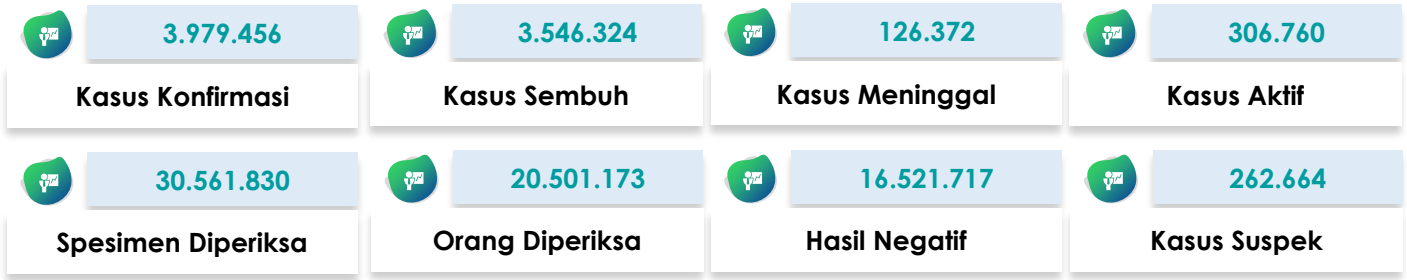 3.979.456
Kasus Konfirmasi
3.546.324
Kasus Sembuh
126.372
Kasus Meninggal
306.760
Kasus Aktif
30.561.830
Spesimen Diperiksa
20.501.173
Orang Diperiksa
16.521.717
Hasil Negatif
262.664
Kasus Suspek